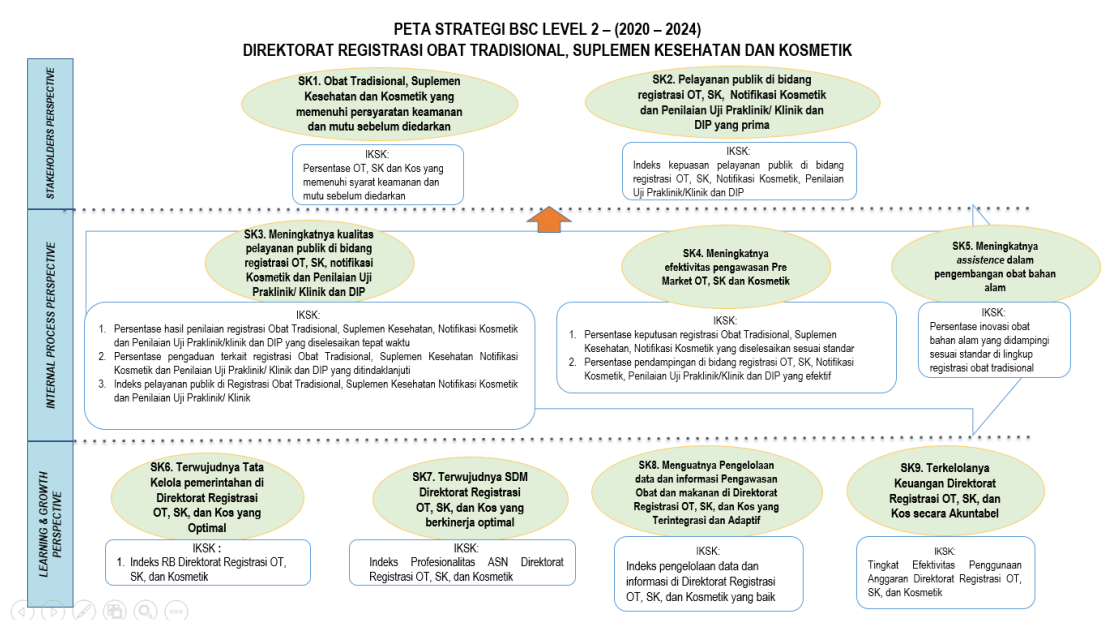 PETA STRATEGI BSC LEVEL 2 – (2020 – 2024)
DIREKTORAT REGISTRASI OBAT TRADISIONAL, SUPLEMEN KESEHATAN DAN KOSMETIK
STAKEHOLDERS PERSPECTIVE
SK1. Obat Tradisional, Suplemen
Kesehatan dan Kosmetik yang
memenuhi persyaratan keamanan
dan mutu sebelum diedarkan
IKSK:
Persentase OT, SK dan Kos yang
memenuhi syarat keamanan dan
mutu sebelum diedarkan
SK2. Pelayanan publik di bidang
registrasi OT, SK, Notifikasi Kosmetik
dan Penilaian Uji Praklinik/ Klinik dan
DIP yang prima
IKSK:
Indeks kepuasan pelayanan publik di bidang
registrasi OT, SK, Notifikasi Kosmetik, Penilaian
Uji Praklinik/Klinik dan DIP
INTERNAL PROCESS PERSPECTIVE
SK3. Meningkatnya kualitas
pelayanan publik di bidang
registrasi OT, SK, notifikasi
Kosmetik dan Penilaian Uji
Praklinik/ Klinik dan DIP
IKSK:
1. Persentase hasil penilaian registrasi Obat Tradisional, Suplemen Kesehatan, Notifikasi Kosmetik
dan Penilaian Uji Praklinik/klinik dan DIP yang diselesaikan tepat waktu
2. Persentase pengaduan terkait registrasi Obat Tradisional, Suplemen Kesehatan Notifikasi
Kosmetik dan Penilaian Uji Praklinik/ Klinik dan DIP yang ditindaklanjuti
3. Indeks pelayanan publik di Registrasi Obat Tradisional, Suplemen Kesehatan Notifikasi Kosmetik
dan Penilaian Uji Praklinik/ Klinik
SK4. Meningkatnya
efektivitas pengawasan Pre
Market OT, SK dan Kosmetik
IKSK:
1. Persentase keputusan registrasi Obat Tradisional, Suplemen
Kesehatan, Notifikasi Kosmetik yang diselesaikan sesuai standar
2. Persentase pendampingan di bidang registrasi OT, SK, Notifikasi
Kosmetik, Penilaian Uji Praklinik/Klinik dan DIP yang efektif
SK5. Meningkatnya
assistence dalam
pengembangan obat bahan
alam
IKSK:
Persentase inovasi obat
bahan alam yang didampingi
sesuai standar di lingkup
registrasi obat tradisional
LEARNING & GROWTH
PERSPECTIVE
SK6. Terwujudnya Tata
Kelola pemerintahan di
Direktorat Registrasi
OT, SK, dan Kos yang
Optimal
IKSK :
1. Indeks RB Direktorat Registrasi OT,
SK, dan Kosmetik
SK7. Terwujudnya SDM
Direktorat Registrasi
OT, SK, dan Kos yang
berkinerja optimal
IKSK:
Indeks Profesionalitas ASN Direktorat
Registrasi OT, SK, dan Kosmetik
SK8. Menguatnya Pengelolaan
data dan informasi Pengawasan
Obat dan makanan di Direktorat
Registrasi OT, SK, dan Kos yang
Terintegrasi dan Adaptif
IKSK:
Indeks pengelolaan data dan
informasi di Direktorat Registrasi
OT, SK, dan Kosmetik yang baik
SK9. Terkelolanya
Keuangan Direktorat
Registrasi OT, SK, dan
Kos secara Akuntabel
IKSK:
Tingkat Efektivitas Penggunaan
Anggaran Direktorat Registrasi OT,
SK, dan Kosmetik